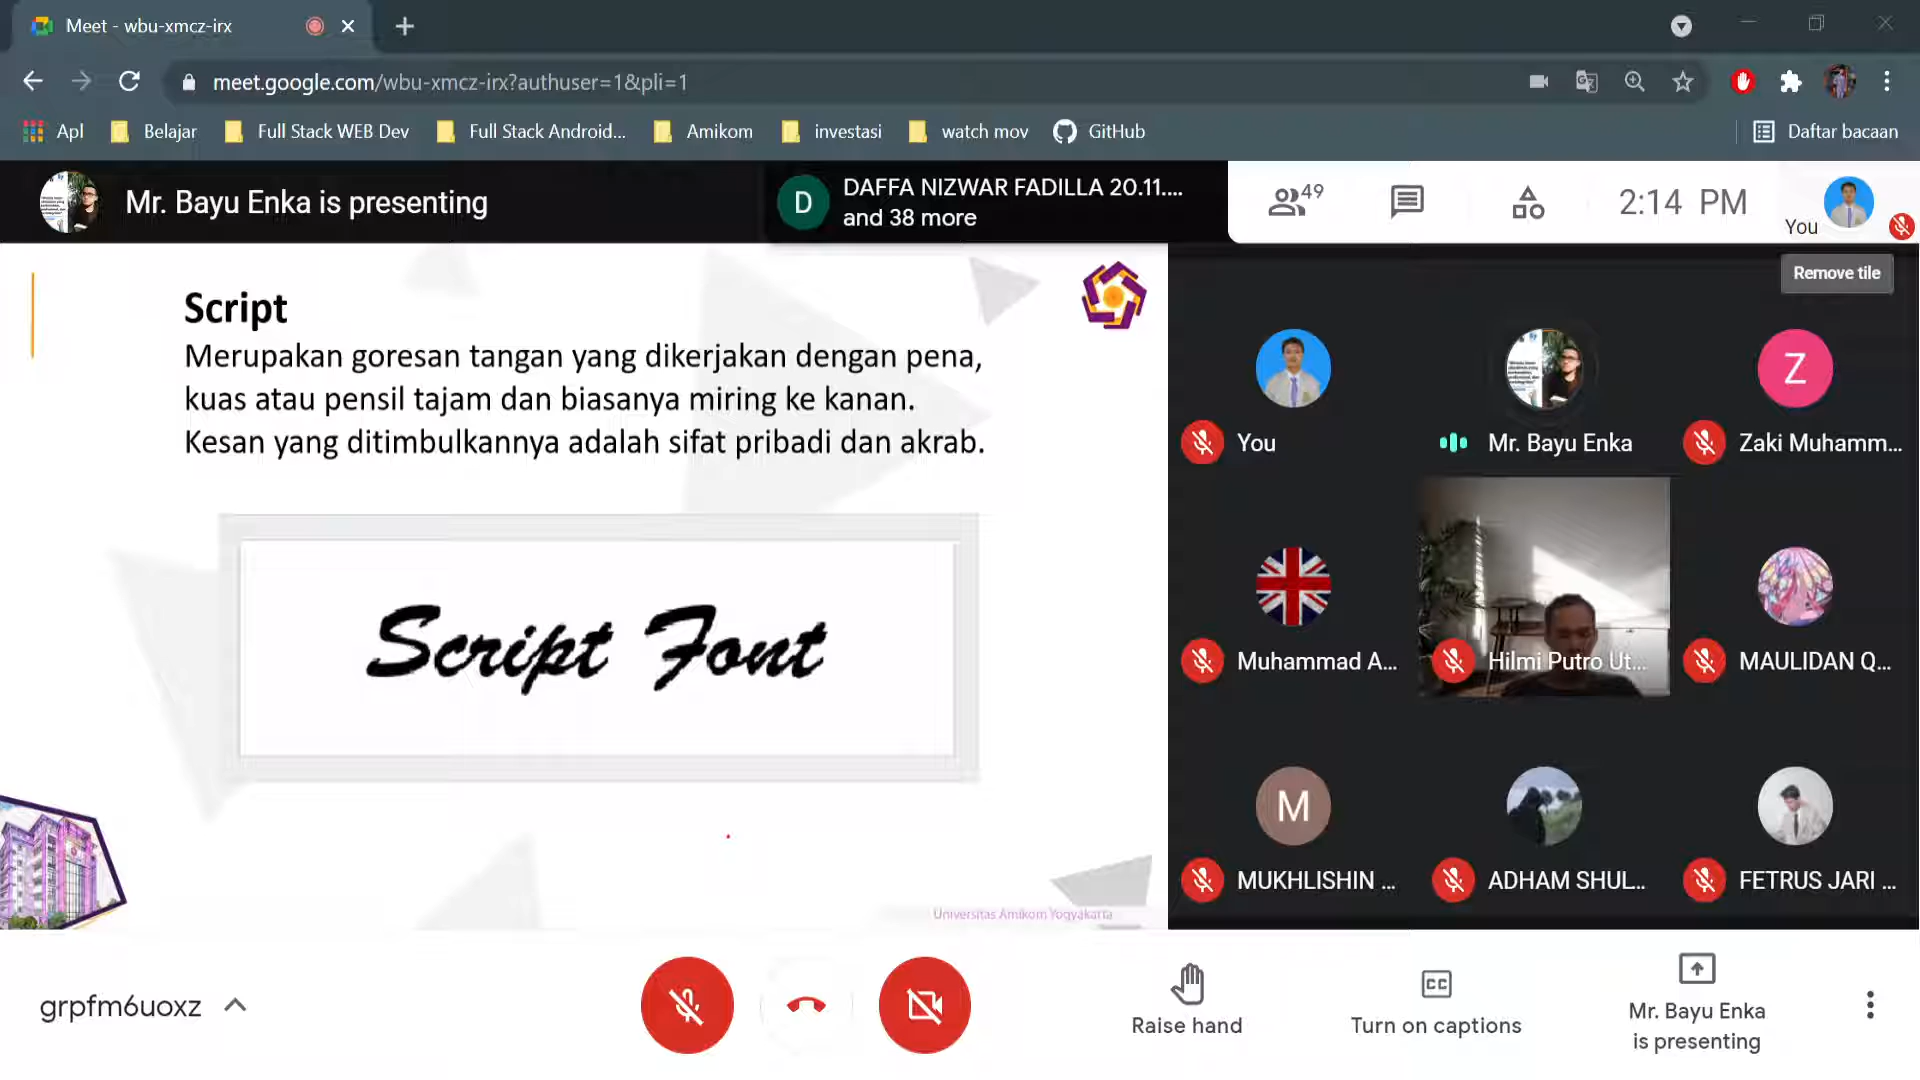 Meet - wbu-xmcz-irx
meet.google.com/wbu-xmcz-irx?authuser=1&pli=1
Apl
Belajar
Full Stack WEB Dev
Full Stack Android...
Amikom
investasi
watch mov
GitHub
Daftar bacaan
Mr. Bayu Enka is presenting
D
DAFFA NIZWAR FADILLA 20.11....
and 38 more
49
2:14 PM
You
Remove tile
Script
Merupakan goresan tangan yang dikerjakan dengan pena,
kuas atau pensil tajam dan biasanya miring ke kanan.
Kesan yang ditimbulkannya adalah sifat pribadi dan akrab.
Script Font
Universitas Amikom Yogyakarta
You
Mr. Bayu Enka
Z
Zaki Muhamm...
Muhammad A...
Hilmi Putro Ut...
MAULIDAN Q...
M
MUKHLISHIN ...
ADHAM SHUL...
FETRUS JARI ...
grpfm6uoxz
Raise hand
CC
Turn on captions
Mr. Bayu Enka
is presenting